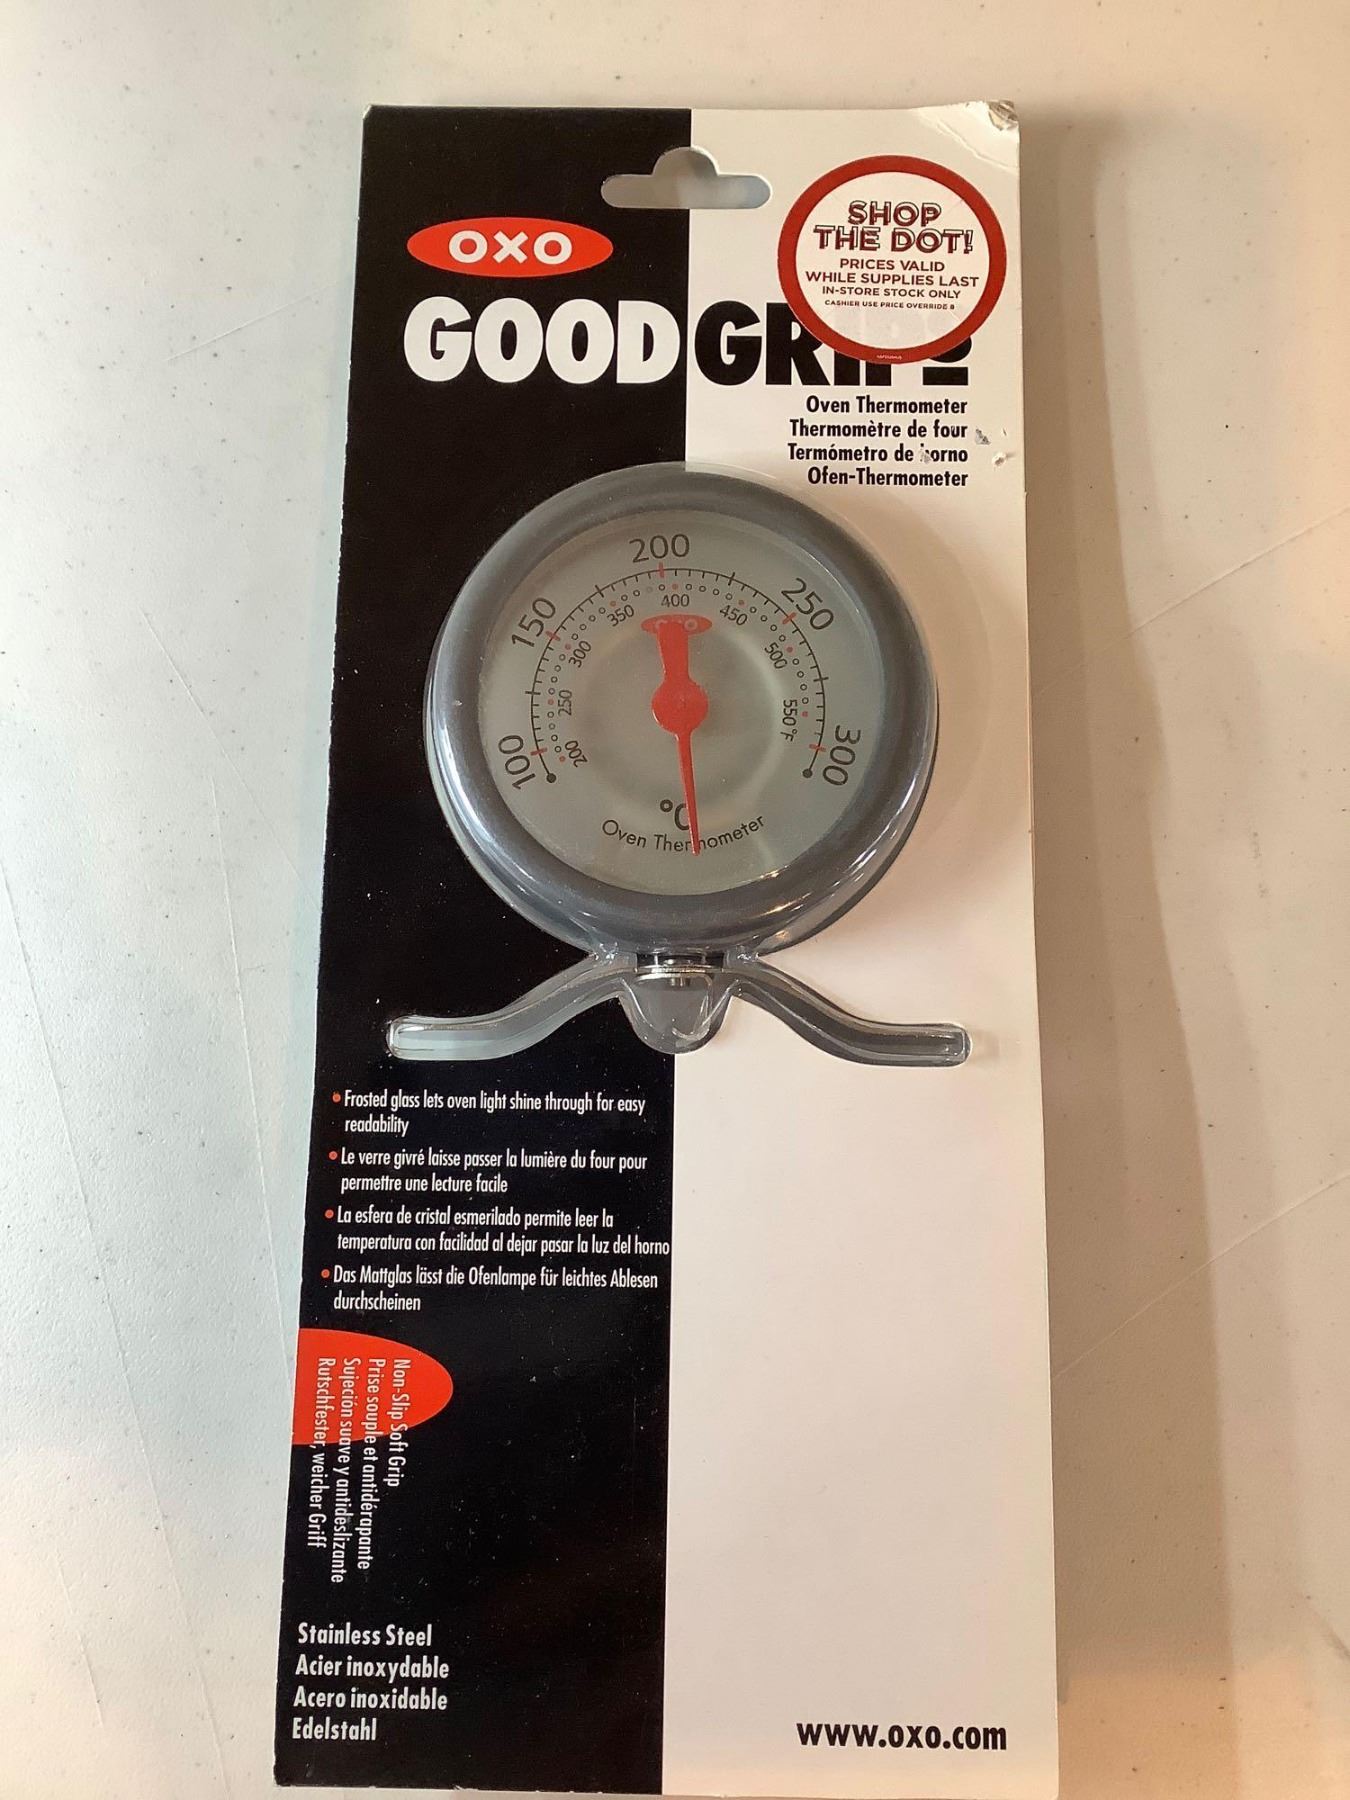 SHOP
THE DOT!
PRICES VALID
WHILE SUPPLIES LAST
IN-STORE STOCK ONLY
CASHIER USE PRICE OVERRIDE 8
OXO
GOOD
Oven Thermometer
Thermomètre de four
Termómetro de
Ofen-Thermometer
100 150 200 250 300
200 250 300 350 400 450 500 550°F
OXO
°C
Oven Thermometer
• Frosted glass lets oven light shine through for easy
readability
• Le verre givré laisse passer la lumière du four pour
permettre une lecture facile
• La esfera de cristal esmerilado permite leer la
temperatura con facilidad al dejar pasar la luz del horno
• Das Mattglas lässt die Ofenlampe für leichtes Ablesen
durchscheinen
Non-Slip Soft Grip
Prise souple et antidérapante
Sujeción suave y antideslizante
Rutschfester, weicher Griff
Stainless Steel
Acier inoxydable
Acero inoxidable
Edelstahl
www.oxo.com